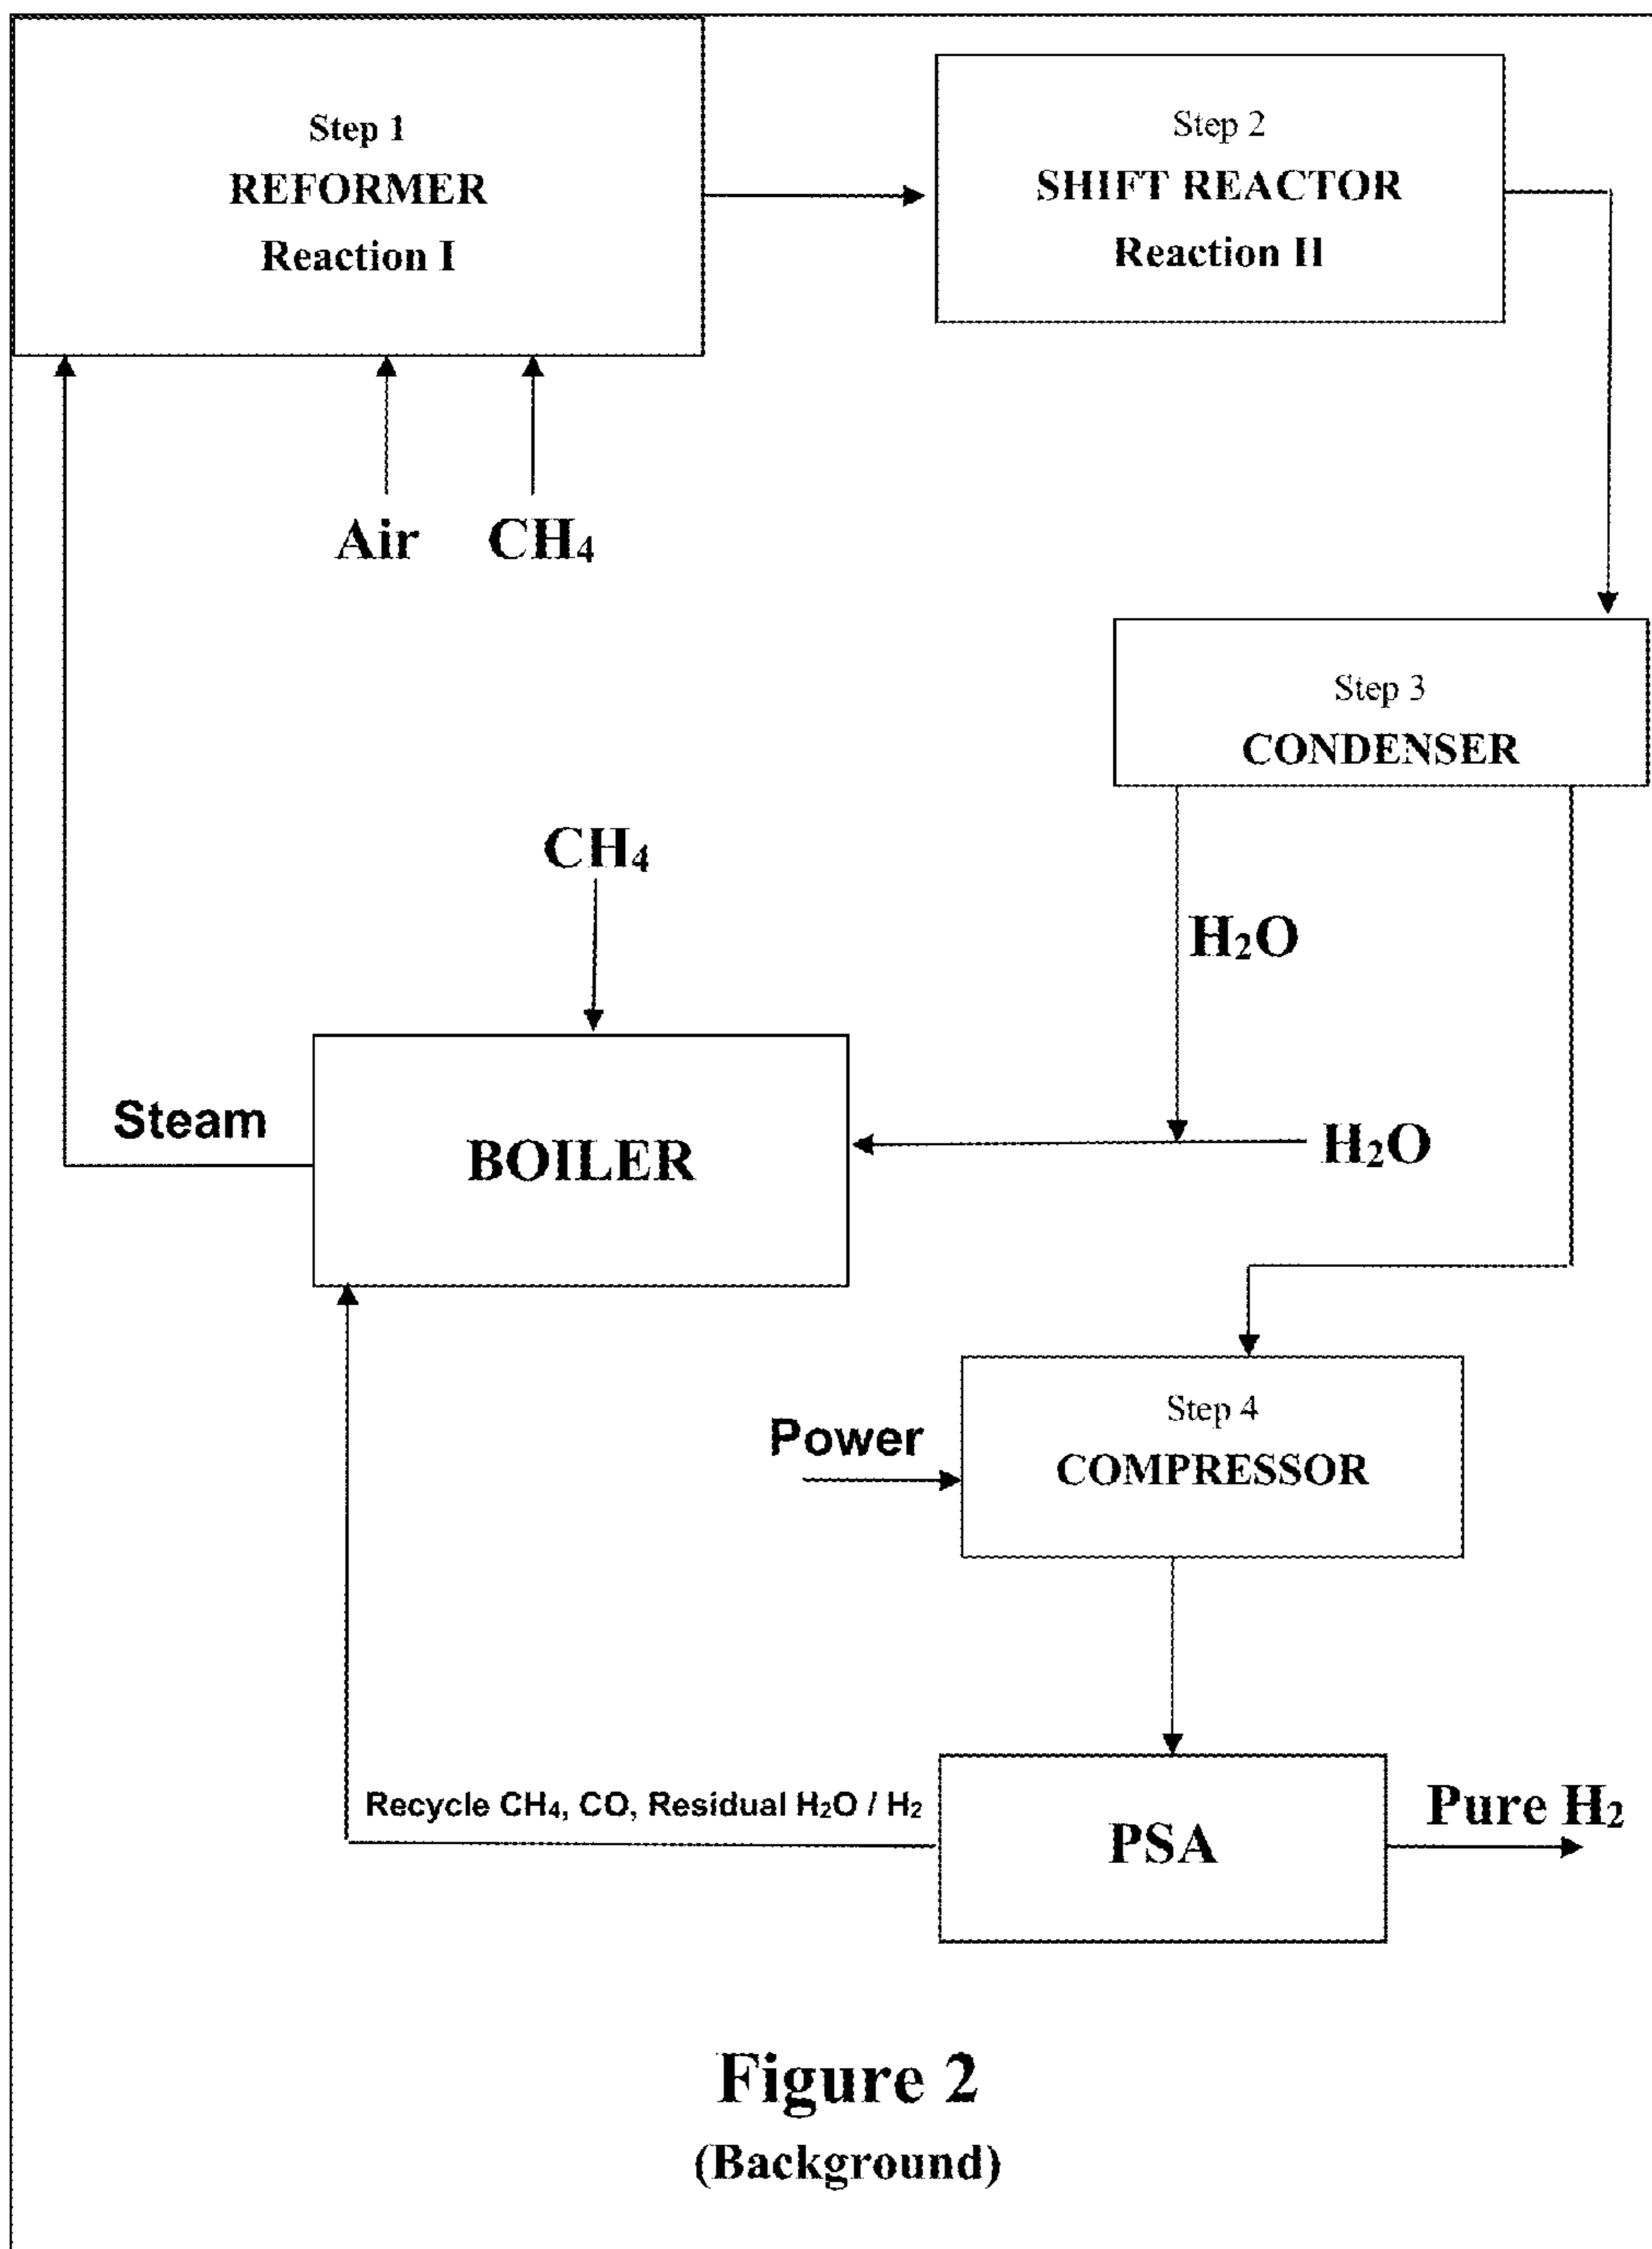 Step 1
REFORMER
Reaction I
Step 2
SHIFT REACTOR
Reaction II
Air
CH₄
Step 3
CONDENSER
CH₄
H₂O
Steam
BOILER
H₂O
Step 4
Power
COMPRESSOR
Recycle CH₄, CO, Residual H₂O / H₂
PSA
Pure H₂
Figure 2
(Background)